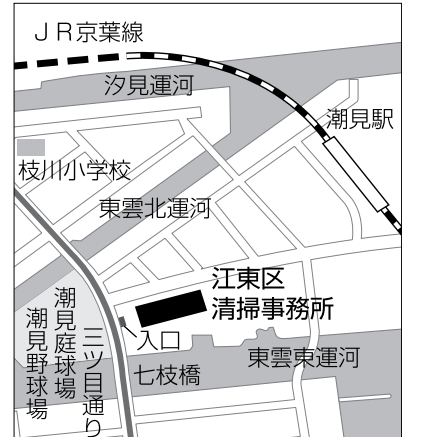 ＪＲ京葉線
汐見運河
潮見駅
枝川小学校
東雲北運河
江東区
清掃事務所
入口
東雲東運河
七枝橋
三ツ目通り
潮見庭球場
潮見野球場